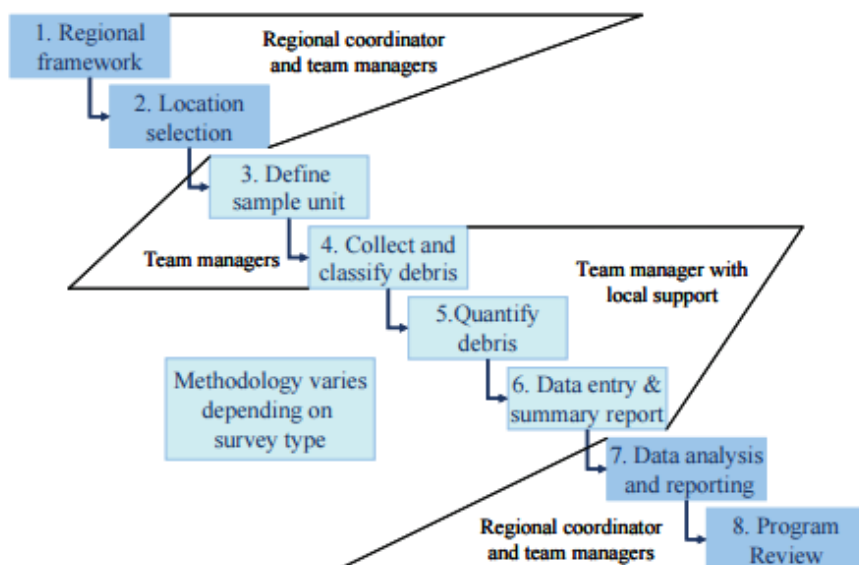 1. Regional
framework
Regional coordinator
and team managers
2. Location
selection
3. Define
sample unit
Team managers
4. Collect and
classify debris
Team manager with
local support
5.Quantify
debris
Methodology varies
depending on
survey type
6. Data entry &
summary report
7. Data analysis
and reporting
Regional coordinator
and team managers
8. Program
Review